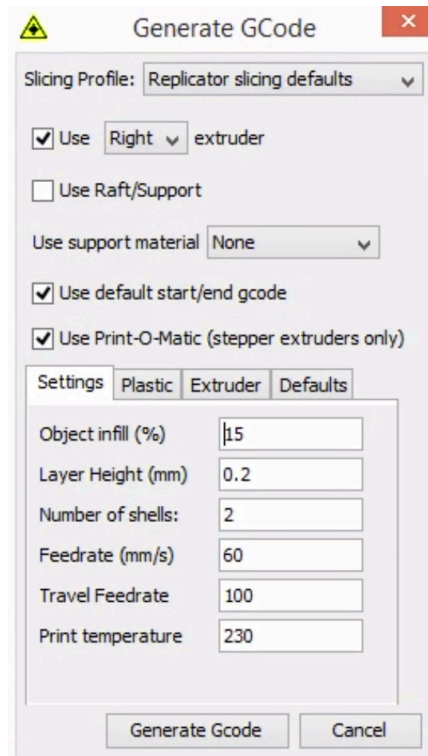 Generate GCode
Slicing Profile: Replicator slicing defaults
Use Right extruder
Use Raft/Support
Use support material None
Use default start/end gcode
Use Print-O-Matic (stepper extruders only)
Settings Plastic Extruder Defaults
Object infill (%) 15
Layer Height (mm) 0.2
Number of shells: 2
Feedrate (mm/s) 60
Travel Feedrate 100
Print temperature 230
Generate Gcode Cancel